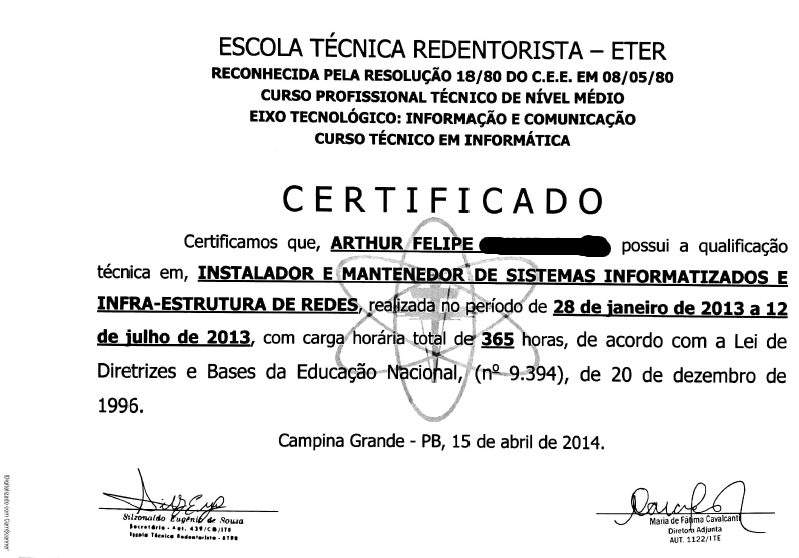 ESCOLA TÉCNICA REDENTORISTA – ETER
RECONHECIDA PELA RESOLUÇÃO 18/80 DO C.E.E. EM 08/05/80
CURSO PROFISSIONAL TÉCNICO DE NÍVEL MÉDIO
EIXO TECNOLÓGICO: INFORMAÇÃO E COMUNICAÇÃO
CURSO TÉCNICO EM INFORMÁTICA
CERTIFICADO
Certificamos que, ARTHUR FELIPE possui a qualificação
técnica em, INSTALADOR E MANTENEDOR DE SISTEMAS INFORMATIZADOS E
INFRA-ESTRUTURA DE REDES, realizada no período de 28 de janeiro de 2013 a 12
de julho de 2013, com carga horária total de 365 horas, de acordo com a Lei de
Diretrizes e Bases da Educação Nacional, (nº 9.394), de 20 de dezembro de
1996.
Campina Grande - PB, 15 de abril de 2014.
Silzonaldo Eugênio de Souza
Secretário - Aut. 439/CB/ITE
Escola Técnica Redentorista - ETER
Maria de Fátima Cavalcanti
Diretora Adjunta
AUT. 1122/ITE
Digitalizado com CamScanner